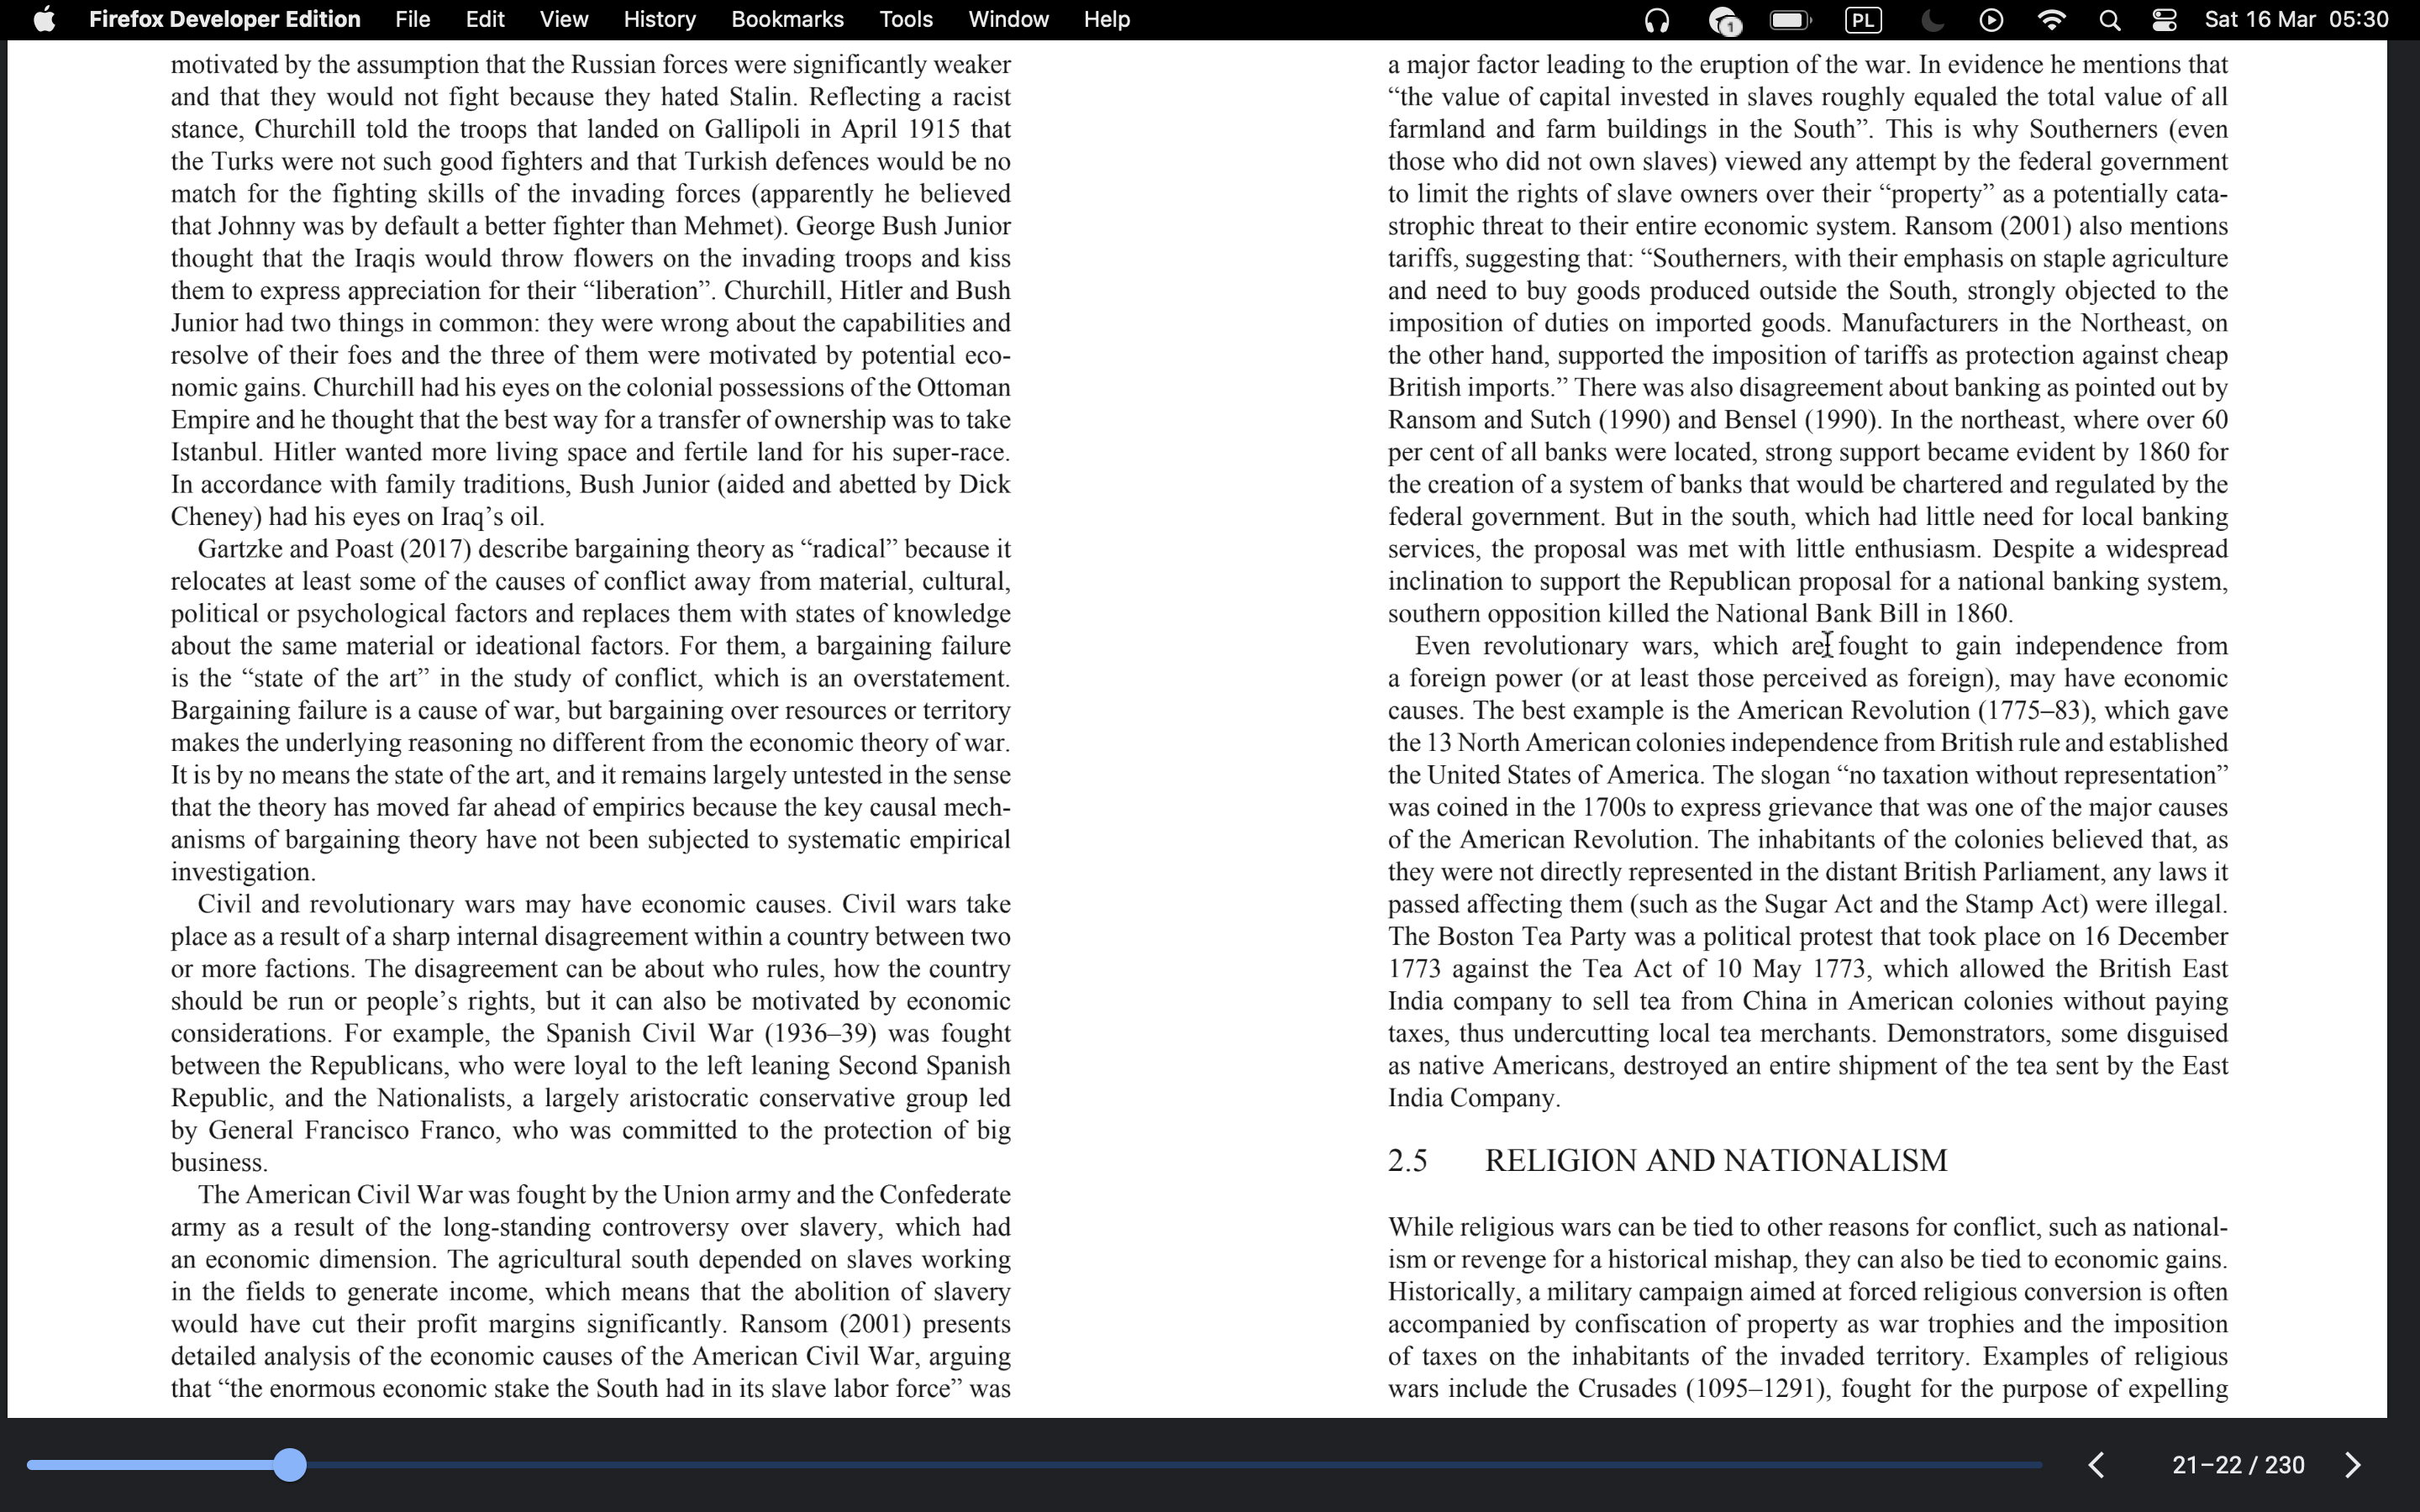 Firefox Developer Edition File Edit View History Bookmarks Tools Window Help 1 PL Sat 16 Mar 05:30
motivated by the assumption that the Russian forces were significantly weaker
and that they would not fight because they hated Stalin. Reflecting a racist
stance, Churchill told the troops that landed on Gallipoli in April 1915 that
the Turks were not such good fighters and that Turkish defences would be no
match for the fighting skills of the invading forces (apparently he believed
that Johnny was by default a better fighter than Mehmet). George Bush Junior
thought that the Iraqis would throw flowers on the invading troops and kiss
them to express appreciation for their “liberation”. Churchill, Hitler and Bush
Junior had two things in common: they were wrong about the capabilities and
resolve of their foes and the three of them were motivated by potential eco-
nomic gains. Churchill had his eyes on the colonial possessions of the Ottoman
Empire and he thought that the best way for a transfer of ownership was to take
Istanbul. Hitler wanted more living space and fertile land for his super-race.
In accordance with family traditions, Bush Junior (aided and abetted by Dick
Cheney) had his eyes on Iraq’s oil.
Gartzke and Poast (2017) describe bargaining theory as “radical” because it
relocates at least some of the causes of conflict away from material, cultural,
political or psychological factors and replaces them with states of knowledge
about the same material or ideational factors. For them, a bargaining failure
is the “state of the art” in the study of conflict, which is an overstatement.
Bargaining failure is a cause of war, but bargaining over resources or territory
makes the underlying reasoning no different from the economic theory of war.
It is by no means the state of the art, and it remains largely untested in the sense
that the theory has moved far ahead of empirics because the key causal mech-
anisms of bargaining theory have not been subjected to systematic empirical
investigation.
Civil and revolutionary wars may have economic causes. Civil wars take
place as a result of a sharp internal disagreement within a country between two
or more factions. The disagreement can be about who rules, how the country
should be run or people’s rights, but it can also be motivated by economic
considerations. For example, the Spanish Civil War (1936–39) was fought
between the Republicans, who were loyal to the left leaning Second Spanish
Republic, and the Nationalists, a largely aristocratic conservative group led
by General Francisco Franco, who was committed to the protection of big
business.
The American Civil War was fought by the Union army and the Confederate
army as a result of the long-standing controversy over slavery, which had
an economic dimension. The agricultural south depended on slaves working
in the fields to generate income, which means that the abolition of slavery
would have cut their profit margins significantly. Ransom (2001) presents
detailed analysis of the economic causes of the American Civil War, arguing
that “the enormous economic stake the South had in its slave labor force” was
a major factor leading to the eruption of the war. In evidence he mentions that
“the value of capital invested in slaves roughly equaled the total value of all
farmland and farm buildings in the South”. This is why Southerners (even
those who did not own slaves) viewed any attempt by the federal government
to limit the rights of slave owners over their “property” as a potentially cata-
strophic threat to their entire economic system. Ransom (2001) also mentions
tariffs, suggesting that: “Southerners, with their emphasis on staple agriculture
and need to buy goods produced outside the South, strongly objected to the
imposition of duties on imported goods. Manufacturers in the Northeast, on
the other hand, supported the imposition of tariffs as protection against cheap
British imports.” There was also disagreement about banking as pointed out by
Ransom and Sutch (1990) and Bensel (1990). In the northeast, where over 60
per cent of all banks were located, strong support became evident by 1860 for
the creation of a system of banks that would be chartered and regulated by the
federal government. But in the south, which had little need for local banking
services, the proposal was met with little enthusiasm. Despite a widespread
inclination to support the Republican proposal for a national banking system,
southern opposition killed the National Bank Bill in 1860.
Even revolutionary wars, which are fought to gain independence from
a foreign power (or at least those perceived as foreign), may have economic
causes. The best example is the American Revolution (1775–83), which gave
the 13 North American colonies independence from British rule and established
the United States of America. The slogan “no taxation without representation”
was coined in the 1700s to express grievance that was one of the major causes
of the American Revolution. The inhabitants of the colonies believed that, as
they were not directly represented in the distant British Parliament, any laws it
passed affecting them (such as the Sugar Act and the Stamp Act) were illegal.
The Boston Tea Party was a political protest that took place on 16 December
1773 against the Tea Act of 10 May 1773, which allowed the British East
India company to sell tea from China in American colonies without paying
taxes, thus undercutting local tea merchants. Demonstrators, some disguised
as native Americans, destroyed an entire shipment of the tea sent by the East
India Company.
2.5 RELIGION AND NATIONALISM
While religious wars can be tied to other reasons for conflict, such as national-
ism or revenge for a historical mishap, they can also be tied to economic gains.
Historically, a military campaign aimed at forced religious conversion is often
accompanied by confiscation of property as war trophies and the imposition
of taxes on the inhabitants of the invaded territory. Examples of religious
wars include the Crusades (1095–1291), fought for the purpose of expelling
21–22 / 230